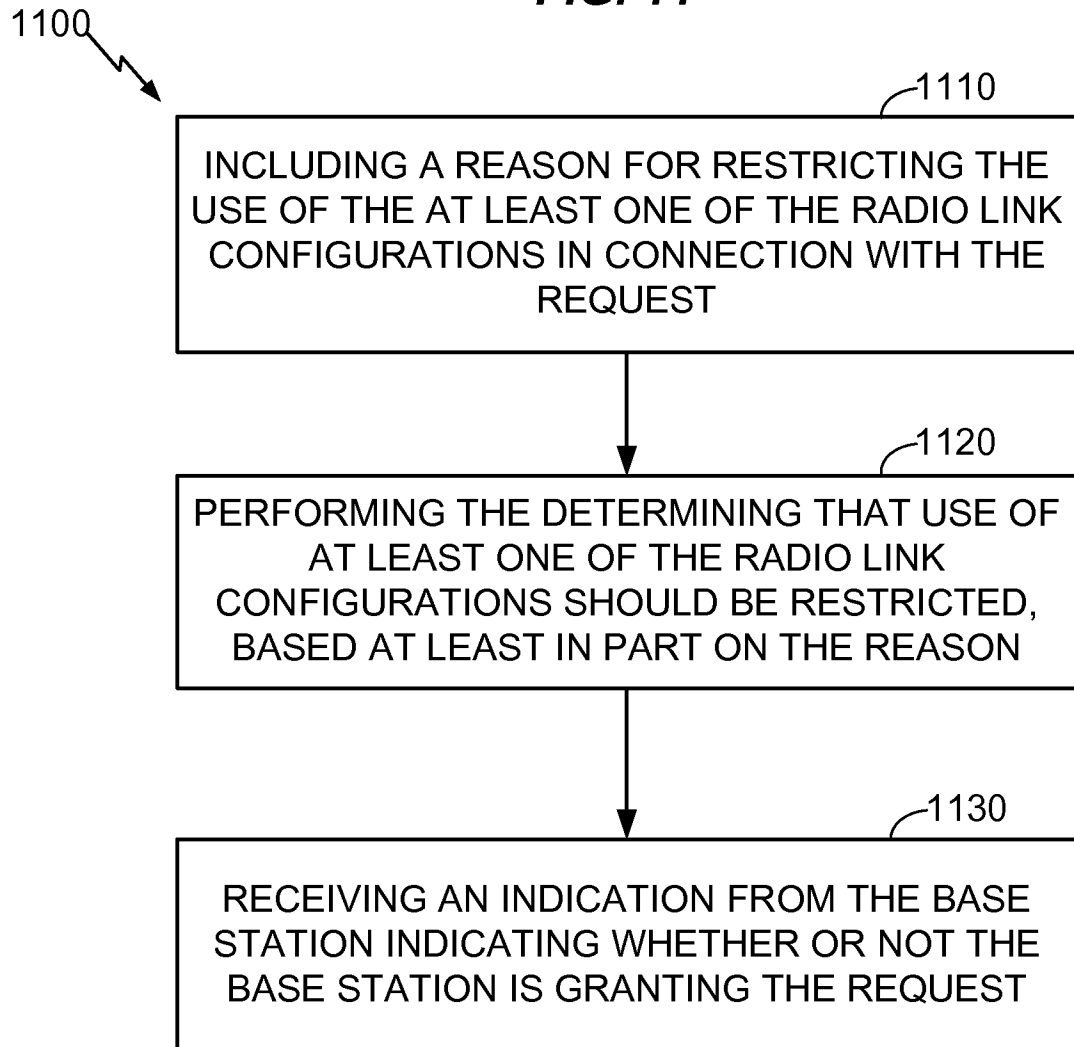 1100
1110
INCLUDING A REASON FOR RESTRICTING THE
USE OF THE AT LEAST ONE OF THE RADIO LINK
CONFIGURATIONS IN CONNECTION WITH THE
REQUEST
1120
PERFORMING THE DETERMINING THAT USE OF
AT LEAST ONE OF THE RADIO LINK
CONFIGURATIONS SHOULD BE RESTRICTED,
BASED AT LEAST IN PART ON THE REASON
1130
RECEIVING AN INDICATION FROM THE BASE
STATION INDICATING WHETHER OR NOT THE
BASE STATION IS GRANTING THE REQUEST